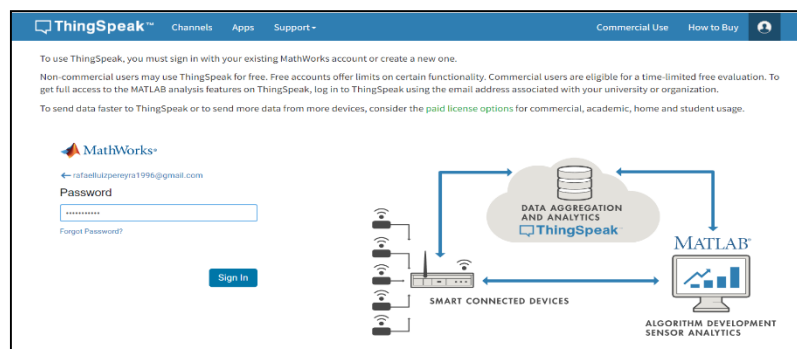 ThingSpeak™ Channels Apps Support Commercial Use How to Buy
To use ThingSpeak, you must sign in with your existing MathWorks account or create a new one.
Non-commercial users may use ThingSpeak for free. Free accounts offer limits on certain functionality. Commercial users are eligible for a time-limited free evaluation. To
get full access to the MATLAB analysis features on ThingSpeak, log in to ThingSpeak using the email address associated with your university or organization.
To send data faster to ThingSpeak or to send more data from more devices, consider the paid license options for commercial, academic, home and student usage.
MathWorks®
rafaelluizpereyra1996@gmail.com
Password
•••••••••••
Forgot Password?
Sign In
DATA AGGREGATION
AND ANALYTICS
ThingSpeak
SMART CONNECTED DEVICES
MATLAB®
ALGORITHM DEVELOPMENT
SENSOR ANALYTICS